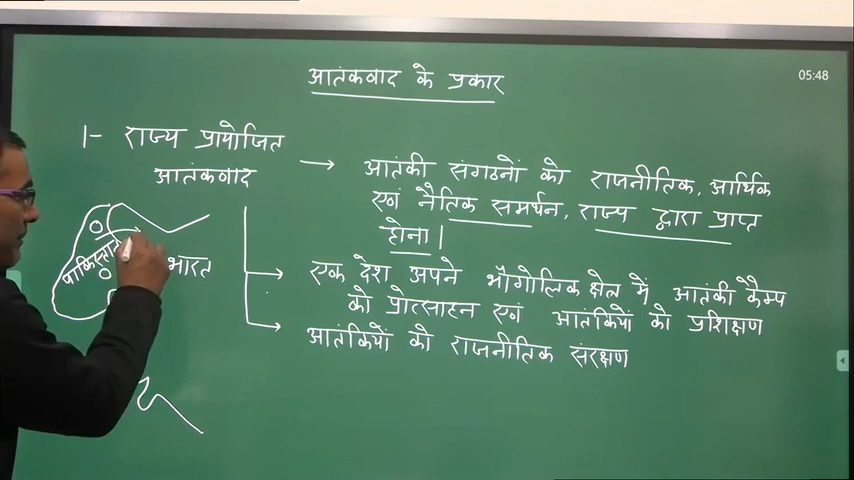 आतंकवाद के प्रकार
05:48
1- राज्य प्रायोजित
आतंकवाद
→ आतंकी संगठनों को राजनीतिक, आर्थिक
एवं नैतिक समर्थन, राज्य द्वारा प्राप्त
होना।
पाकिस्तान
भारत
→ एक देश अपने भौगोलिक क्षेत्र में आतंकी कैम्प
को प्रोत्साहन एवं आतंकियों को प्रशिक्षण
→ आतंकियों को राजनीतिक संरक्षण